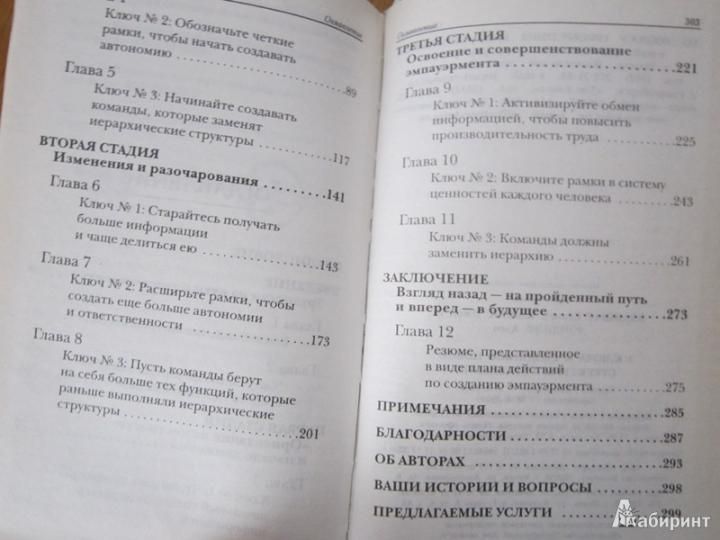 Оглавление
Ключ № 2: Обозначьте четкие
рамки, чтобы начать создавать
автономию ..... 89
Глава 5
Ключ № 3: Начинайте создавать
команды, которые заменят
иерархические структуры ..... 117
ВТОРАЯ СТАДИЯ
Изменения и разочарования ..... 141
Глава 6
Ключ № 1: Старайтесь получать
больше информации
и чаще делиться ею ..... 143
Глава 7
Ключ № 2: Расширьте рамки, чтобы
создать еще больше автономии
и ответственности ..... 173
Глава 8
Ключ № 3: Пусть команды берут
на себя больше тех функций, которые
раньше выполняли иерархические
структуры ..... 201
Оглавление 303
ТРЕТЬЯ СТАДИЯ
Освоение и совершенствование
эмпауэрмента ..... 221
Глава 9
Ключ № 1: Активизируйте обмен
информацией, чтобы повысить
производительность труда ..... 225
Глава 10
Ключ № 2: Включите рамки в систему
ценностей каждого человека ..... 243
Глава 11
Ключ № 3: Команды должны
заменить иерархию ..... 261
ЗАКЛЮЧЕНИЕ
Взгляд назад — на пройденный путь
и вперед — в будущее ..... 273
Глава 12
Резюме, представленное
в виде плана действий
по созданию эмпауэрмента ..... 275
ПРИМЕЧАНИЯ ..... 285
БЛАГОДАРНОСТИ ..... 287
ОБ АВТОРАХ ..... 293
ВАШИ ИСТОРИИ И ВОПРОСЫ ..... 298
ПРЕДЛАГАЕМЫЕ УСЛУГИ ..... 299
Лабиринт